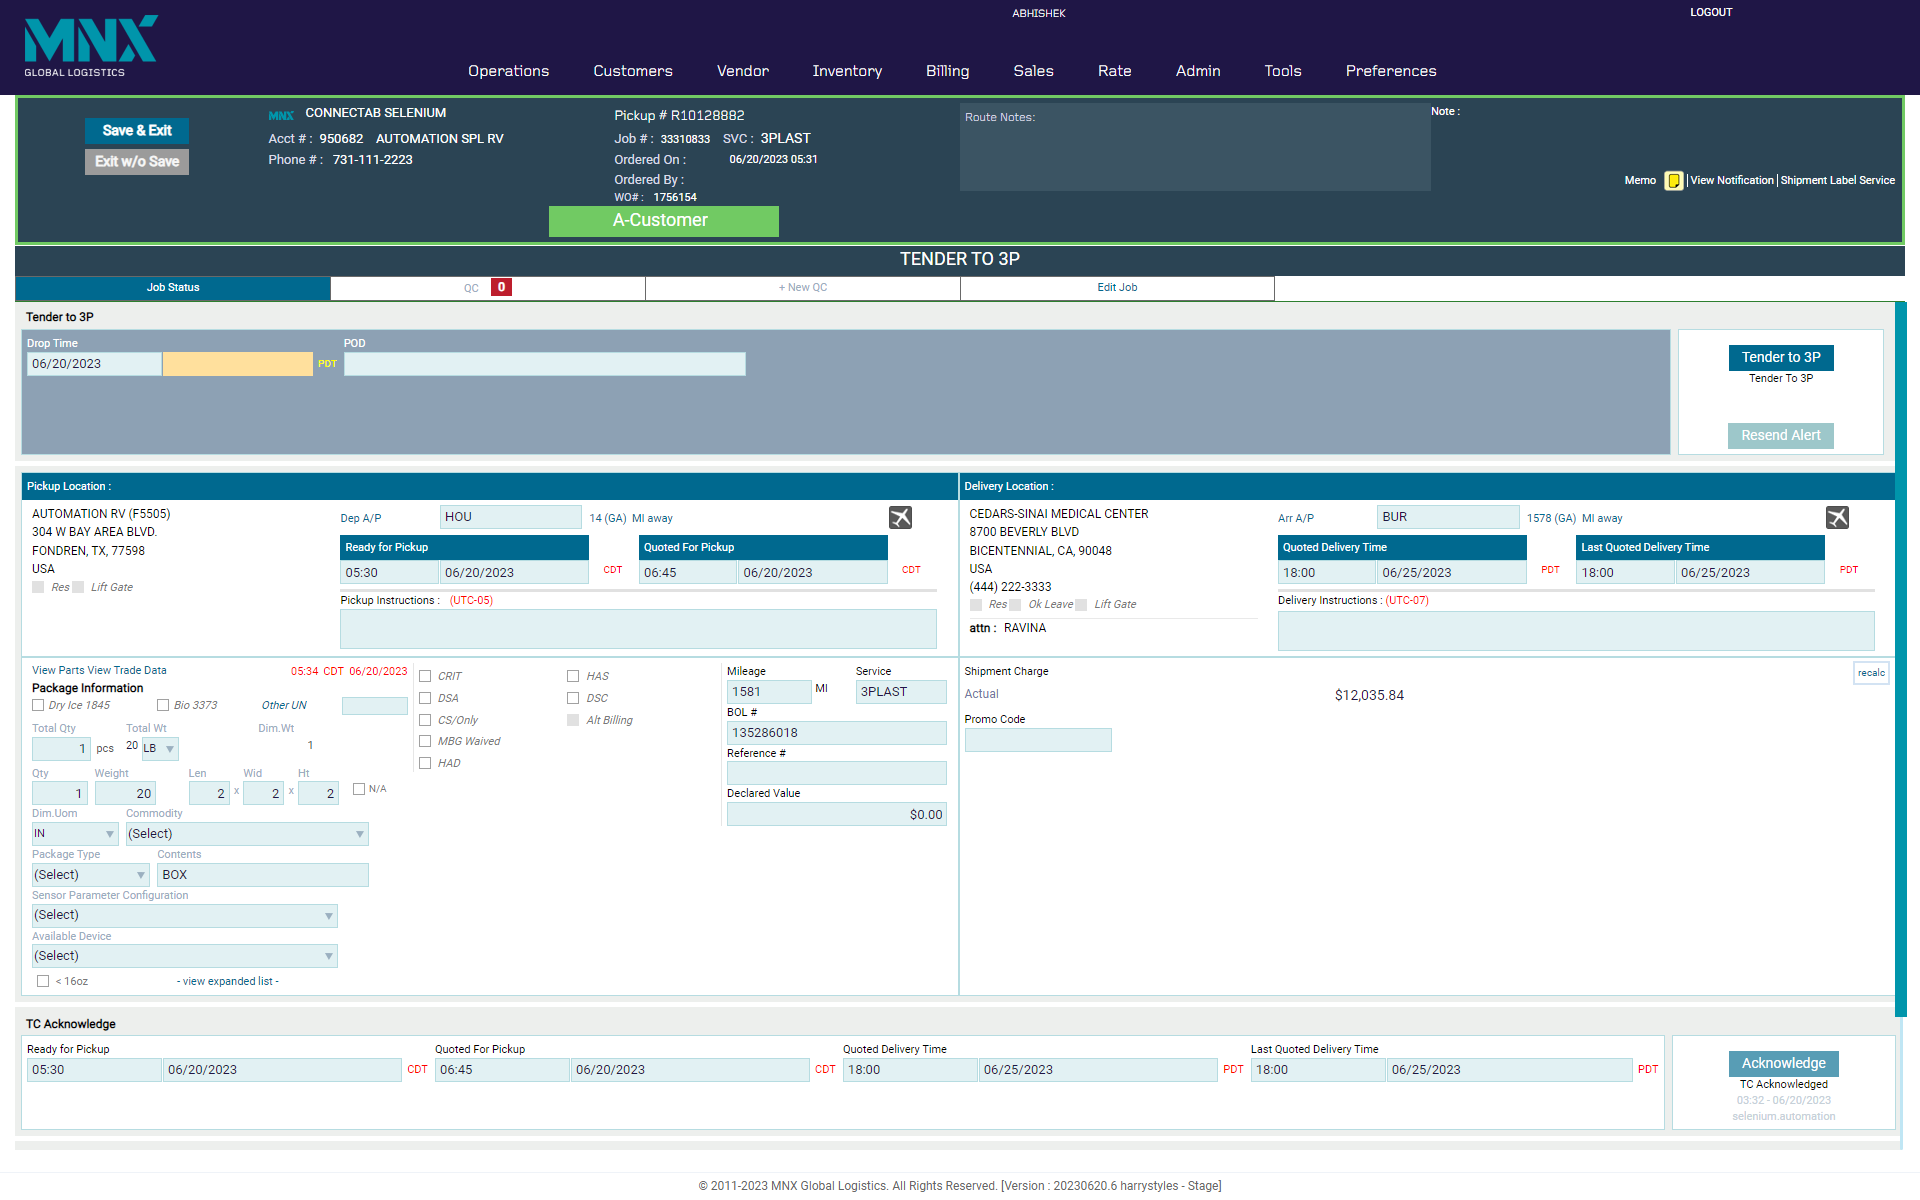 ABHISHEK
LOGOUT
MNX
GLOBAL LOGISTICS
Operations Customers Vendor Inventory Billing Sales Rate Admin Tools Preferences
Save & Exit
Exit w/o Save
MNX CONNECTAB SELENIUM
Acct # : 950682 AUTOMATION SPL RV
Phone # : 731-111-2223
Pickup # R10128882
Job # : 33310833 SVC : 3PLAST
Ordered On : 06/20/2023 05:31
Ordered By :
WO# : 1756154
A-Customer
Route Notes:
Note :
Memo |View Notification|Shipment Label Service
TENDER TO 3P
Job Status QC 0 + New QC Edit Job
Tender to 3P
Drop Time POD
06/20/2023 PDT
Tender to 3P
Tender To 3P
Resend Alert
Pickup Location :
AUTOMATION RV (F5505)
304 W BAY AREA BLVD.
FONDREN, TX, 77598
USA
Res Lift Gate
Dep A/P HOU 14 (GA) MI away
Ready for Pickup Quoted For Pickup
05:30 06/20/2023 CDT 06:45 06/20/2023 CDT
Pickup Instructions : (UTC-05)
Delivery Location :
CEDARS-SINAI MEDICAL CENTER
8700 BEVERLY BLVD
BICENTENNIAL, CA, 90048
USA
(444) 222-3333
Res Ok Leave Lift Gate
attn : RAVINA
Arr A/P BUR 1578 (GA) MI away
Quoted Delivery Time Last Quoted Delivery Time
18:00 06/25/2023 PDT 18:00 06/25/2023 PDT
Delivery Instructions : (UTC-07)
View Parts View Trade Data 05:34 CDT 06/20/2023
Package Information
Dry Ice 1845 Bio 3373 Other UN
Total Qty Total Wt Dim.Wt
1 pcs 20 LB 1
Qty Weight Len Wid Ht
1 20 2 x 2 x 2 N/A
Dim.Uom Commodity
IN (Select)
Package Type Contents
(Select) BOX
Sensor Parameter Configuration
(Select)
Available Device
(Select)
< 16oz - view expanded list -
CRIT HAS
DSA DSC
CS/Only Alt Billing
MBG Waived
HAD
Mileage Service
1581 MI 3PLAST
BOL #
135286018
Reference #
Declared Value
$0.00
Shipment Charge recalc
Actual $12,035.84
Promo Code
TC Acknowledge
Ready for Pickup Quoted For Pickup Quoted Delivery Time Last Quoted Delivery Time
05:30 06/20/2023 CDT 06:45 06/20/2023 CDT 18:00 06/25/2023 PDT 18:00 06/25/2023 PDT
Acknowledge
TC Acknowledged
03:32 - 06/20/2023
selenium.automation
© 2011-2023 MNX Global Logistics. All Rights Reserved. [Version : 20230620.6 harrystyles - Stage]